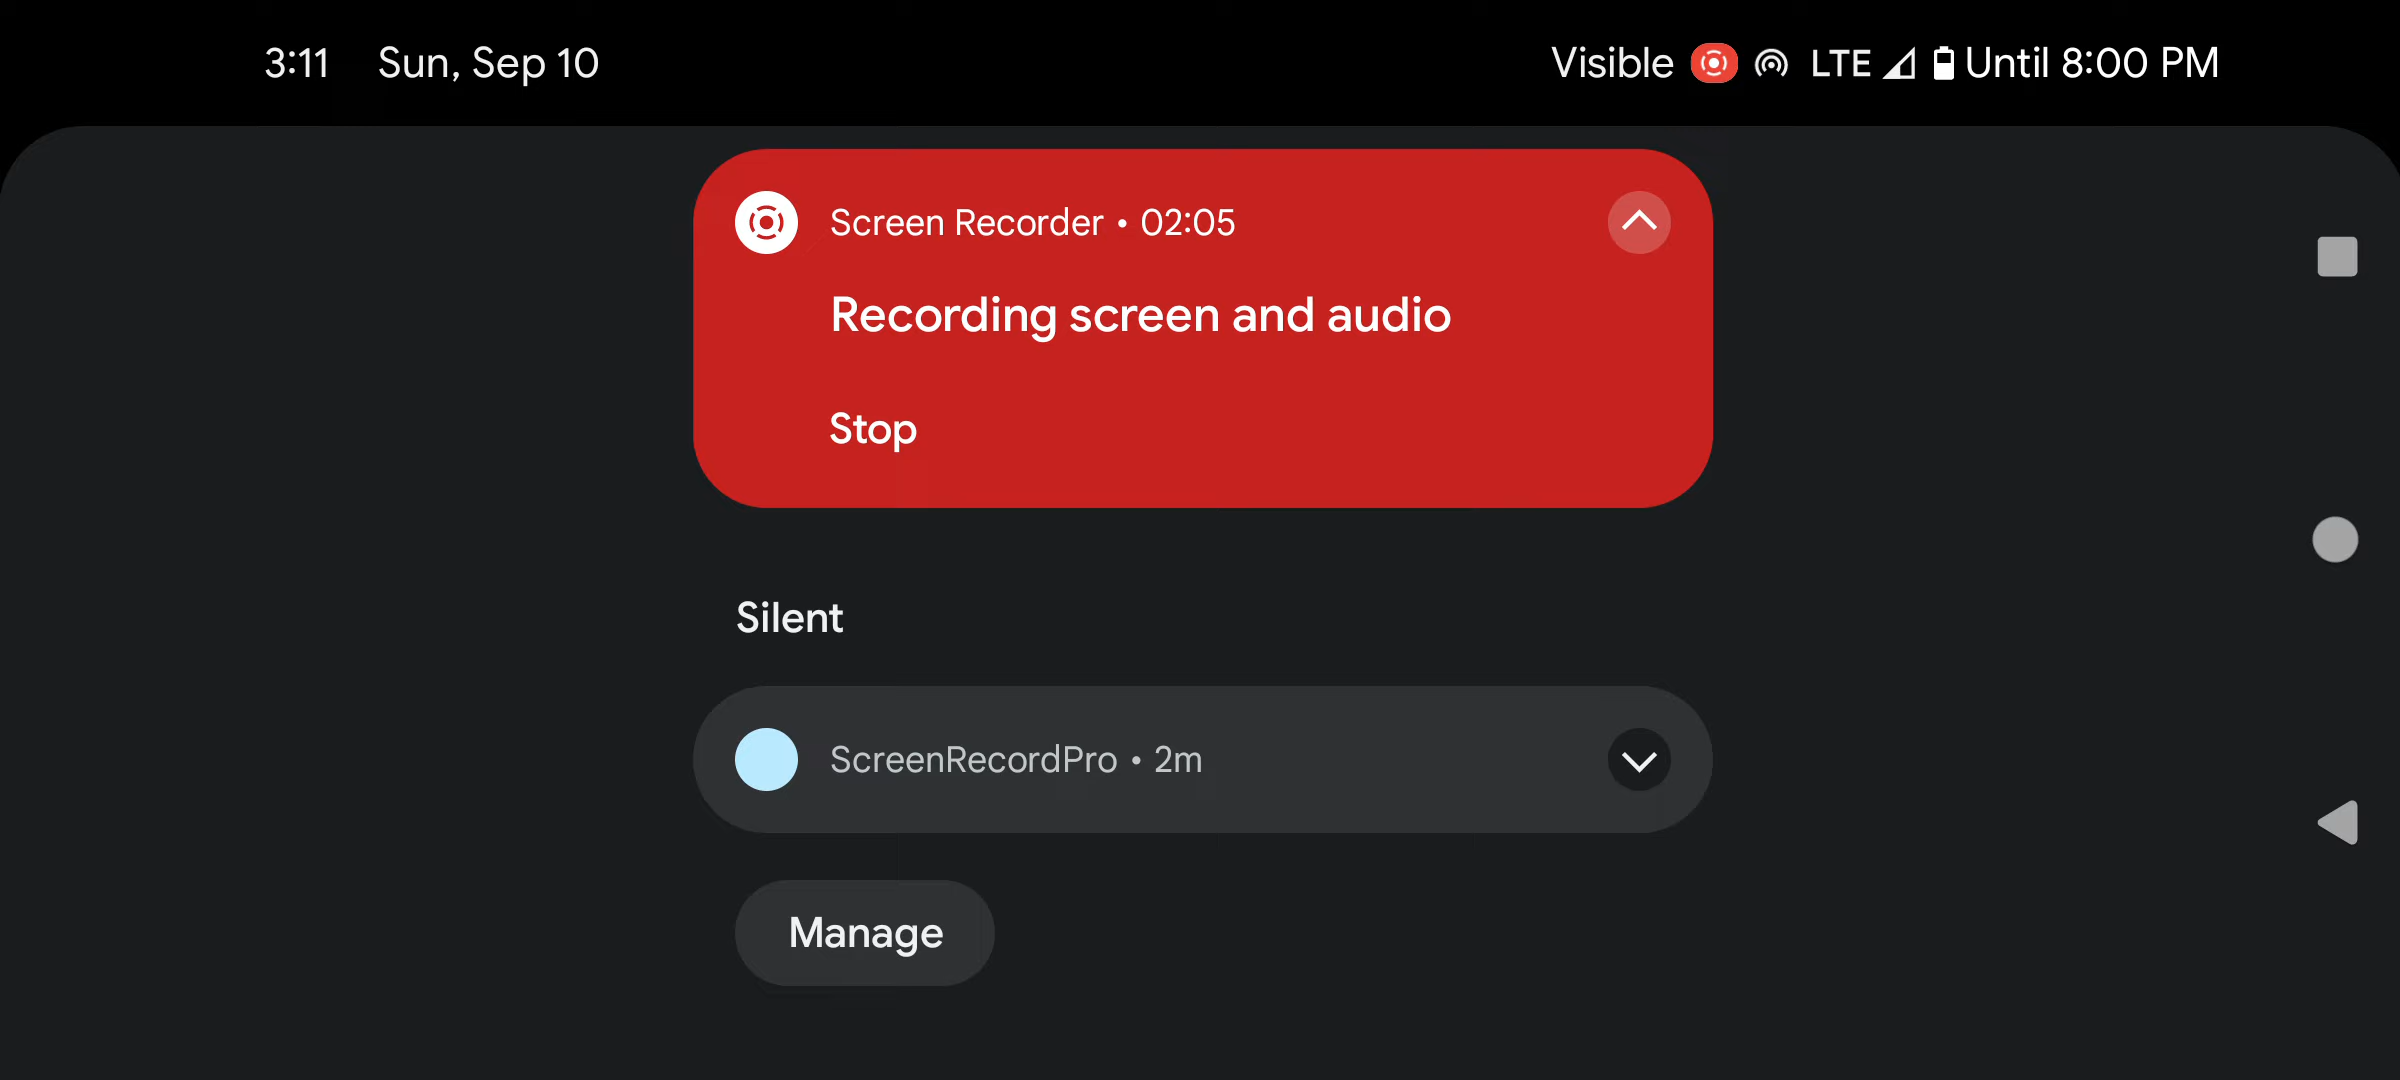 3:11 Sun, Sep 10 Visible LTE Until 8:00 PM
Screen Recorder • 02:05
Recording screen and audio
Stop
Silent
ScreenRecordPro • 2m
Manage